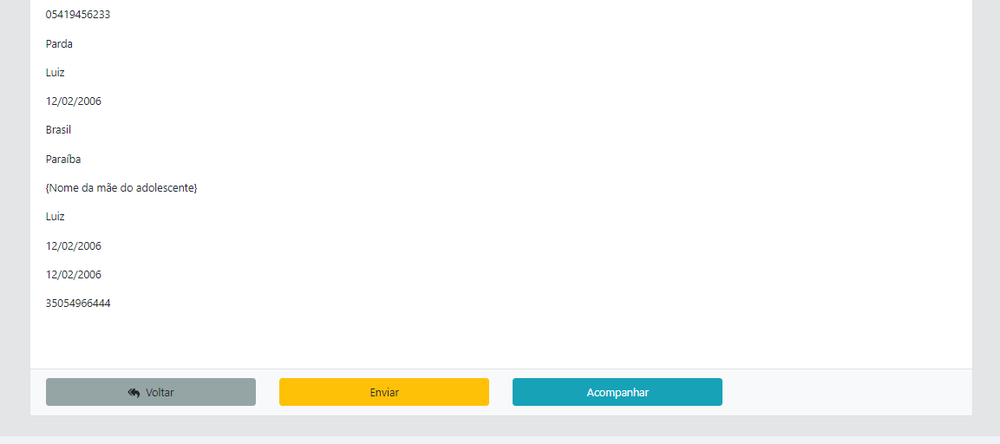 05419456233
Parda
Luiz
12/02/2006
Brasil
Paraíba
{Nome da mãe do adolescente}
Luiz
12/02/2006
12/02/2006
35054966444
Voltar
Enviar
Acompanhar